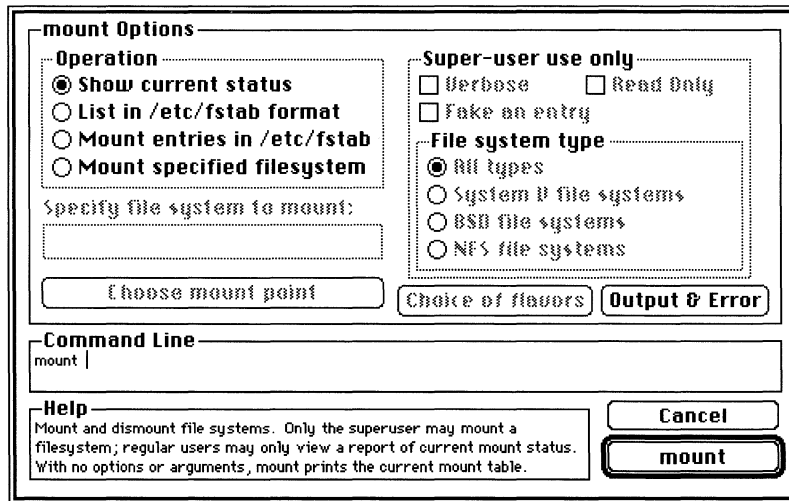 mount Options
Operation
Show current status
List in /etc/fstab format
Mount entries in /etc/fstab
Mount specified filesystem
Specify file system to mount:
Choose mount point
Super-user use only
Verbose
Read Only
Fake an entry
File system type
All types
System V file systems
BSD file systems
NFS file systems
Choice of flavors
Output & Error
Command Line
mount
Help
Mount and dismount file systems. Only the superuser may mount a
filesystem; regular users may only view a report of current mount status.
With no options or arguments, mount prints the current mount table.
Cancel
mount